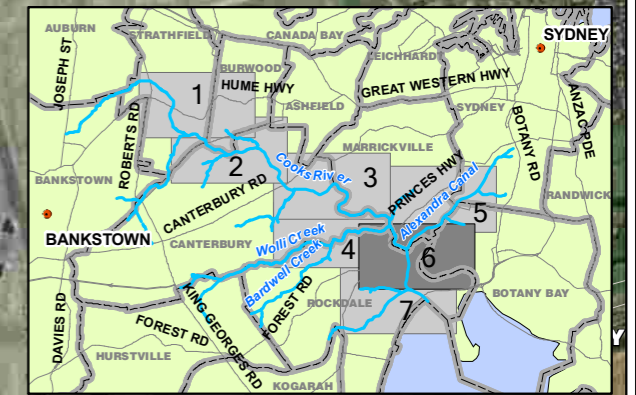 AUBURN
STRATHFIELD
CANADA BAY
SYDNEY
JOSEPH ST
BURWOOD
LEICHHARDT
1
HUME HWY
GREAT WESTERN HWY
ROBERTS RD
ASHFIELD
SYDNEY
BOTANY RD
ANZAC PDE
MARRICKVILLE
2
Cooks River
3
PRINCES HWY
BANKSTOWN
CANTERBURY RD
Alexandra Canal
RANDWICK
5
BANKSTOWN
CANTERBURY
Wolli Creek
4
6
Bardwell Creek
DAVIES RD
KING GEORGES RD
FOREST RD
ROCKDALE
7
BOTANY BAY
FOREST RD
HURSTVILLE
KOGARAH
Y